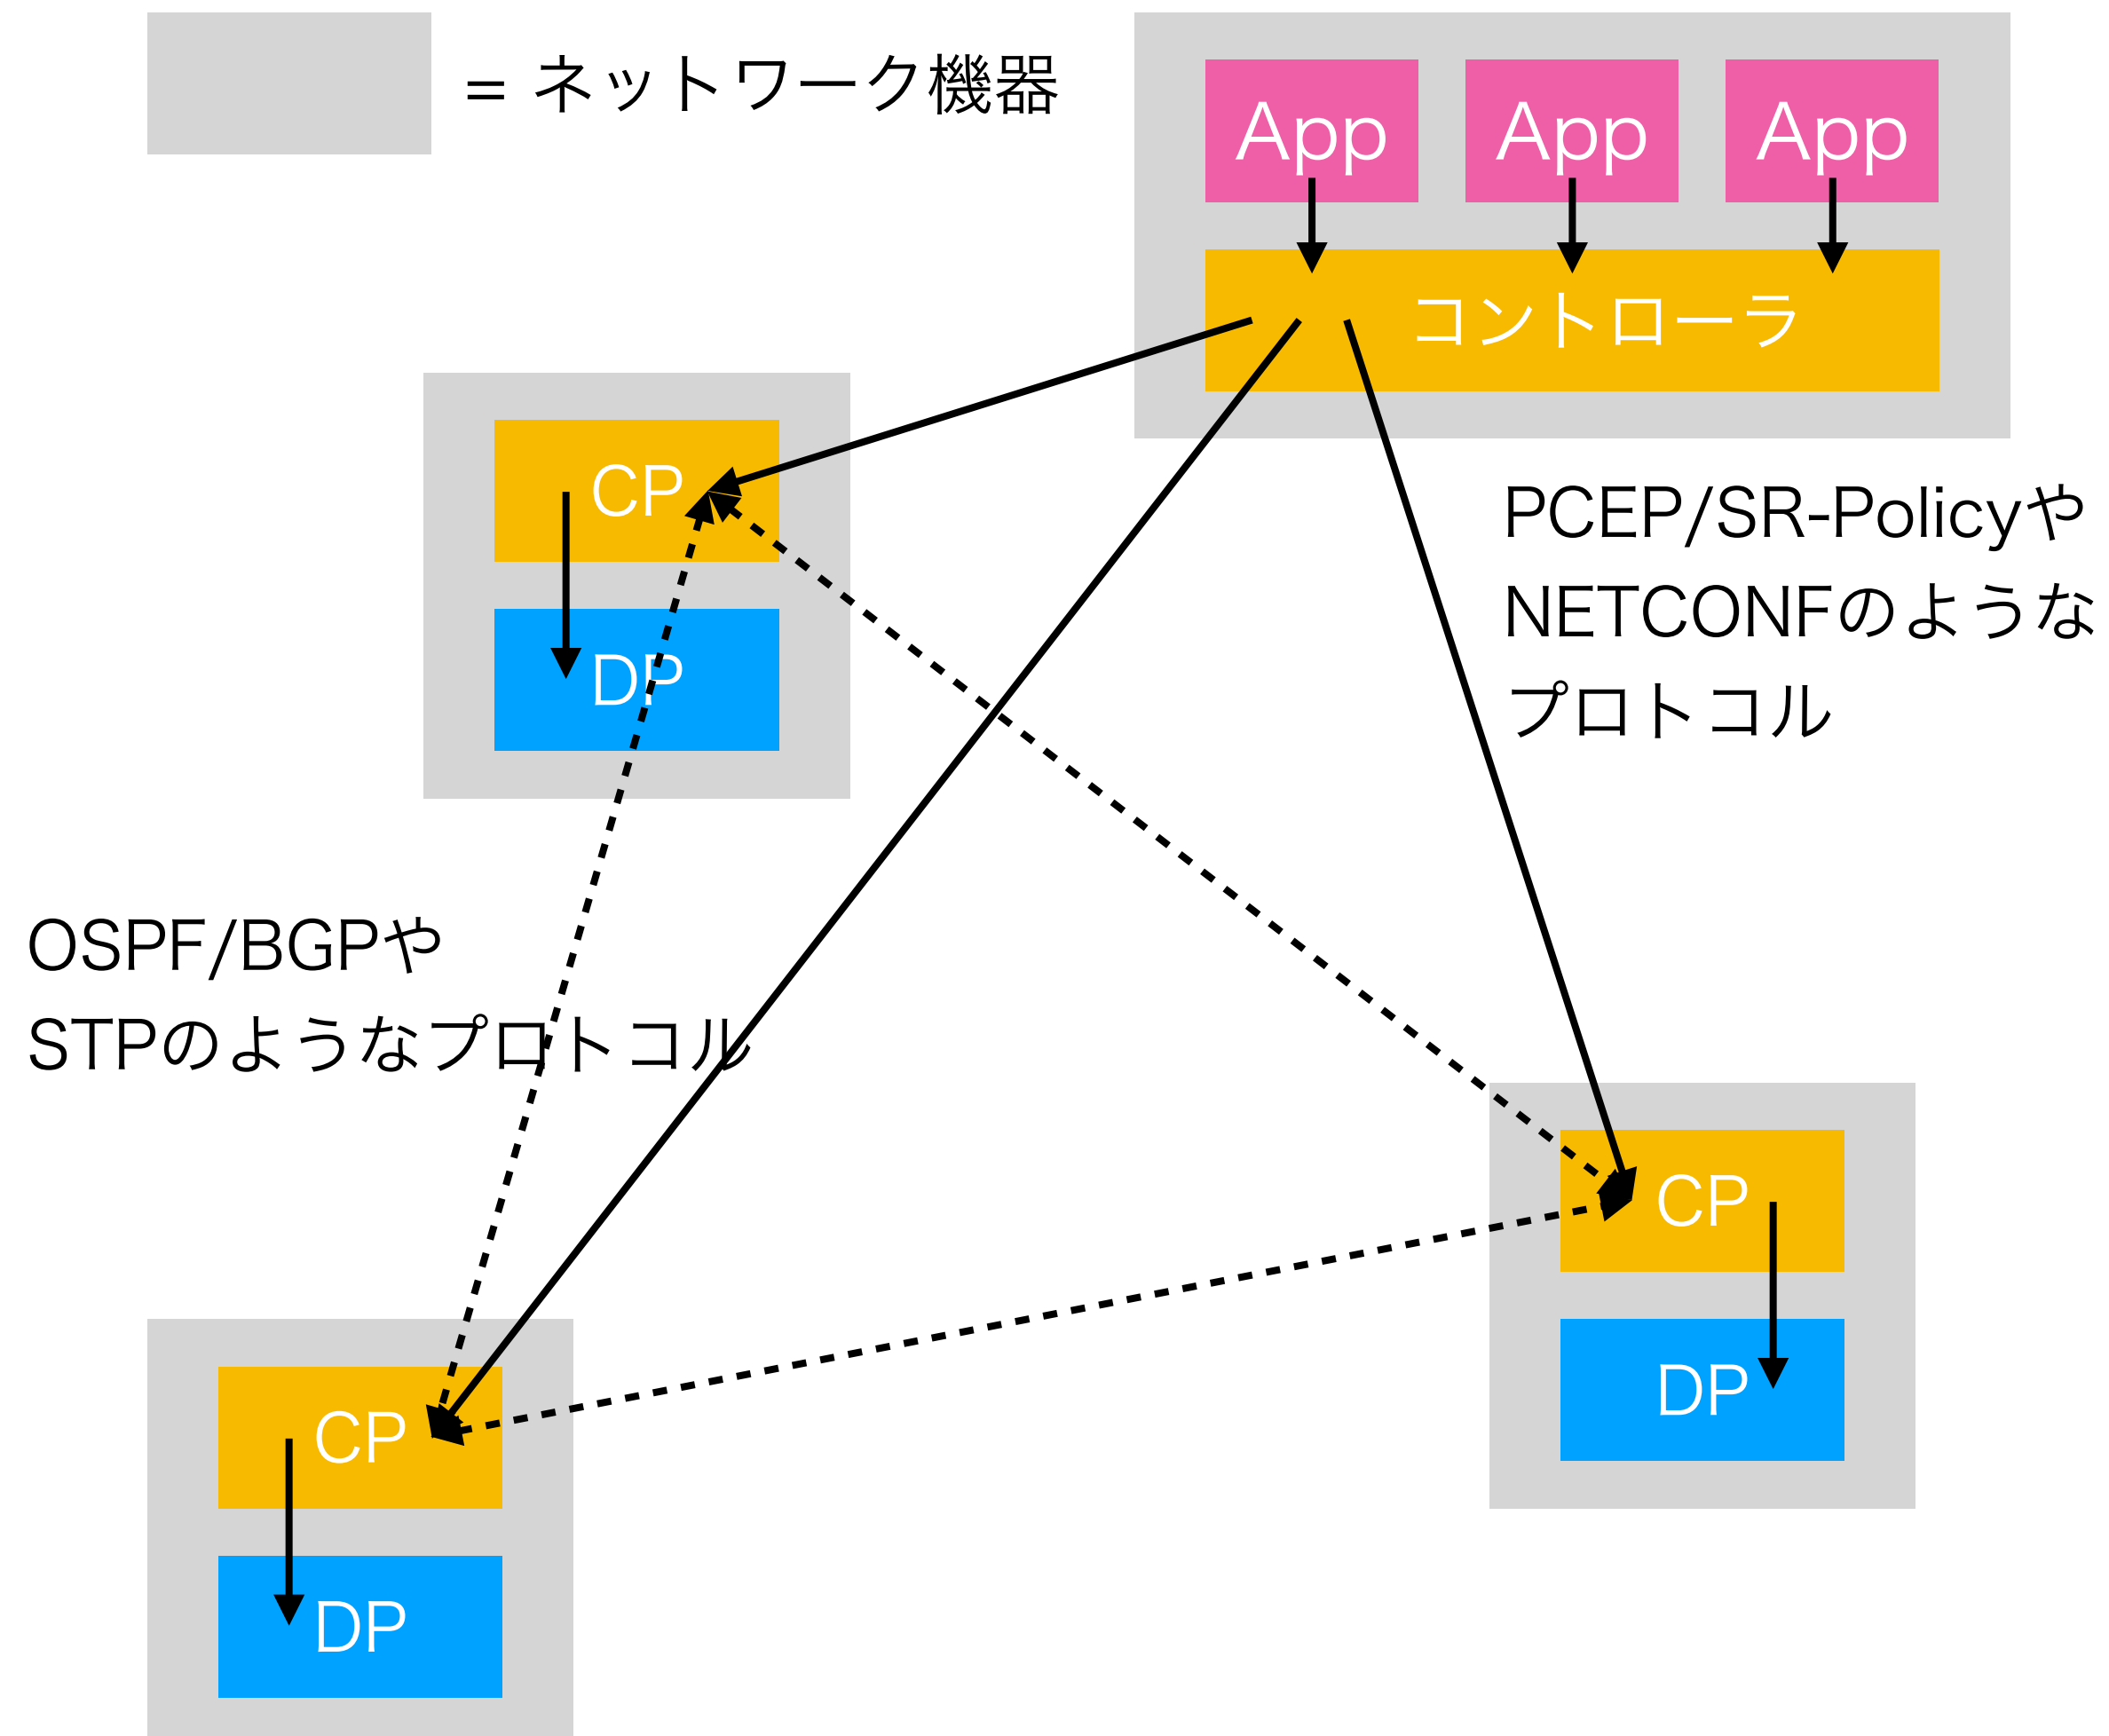 = ネットワーク機器
App App App
コントローラ
CP
DP
PCEP/SR-Policyや
NETCONFのような
プロトコル
OSPF/BGPや
STPのようなプロトコル
CP
DP
CP
DP